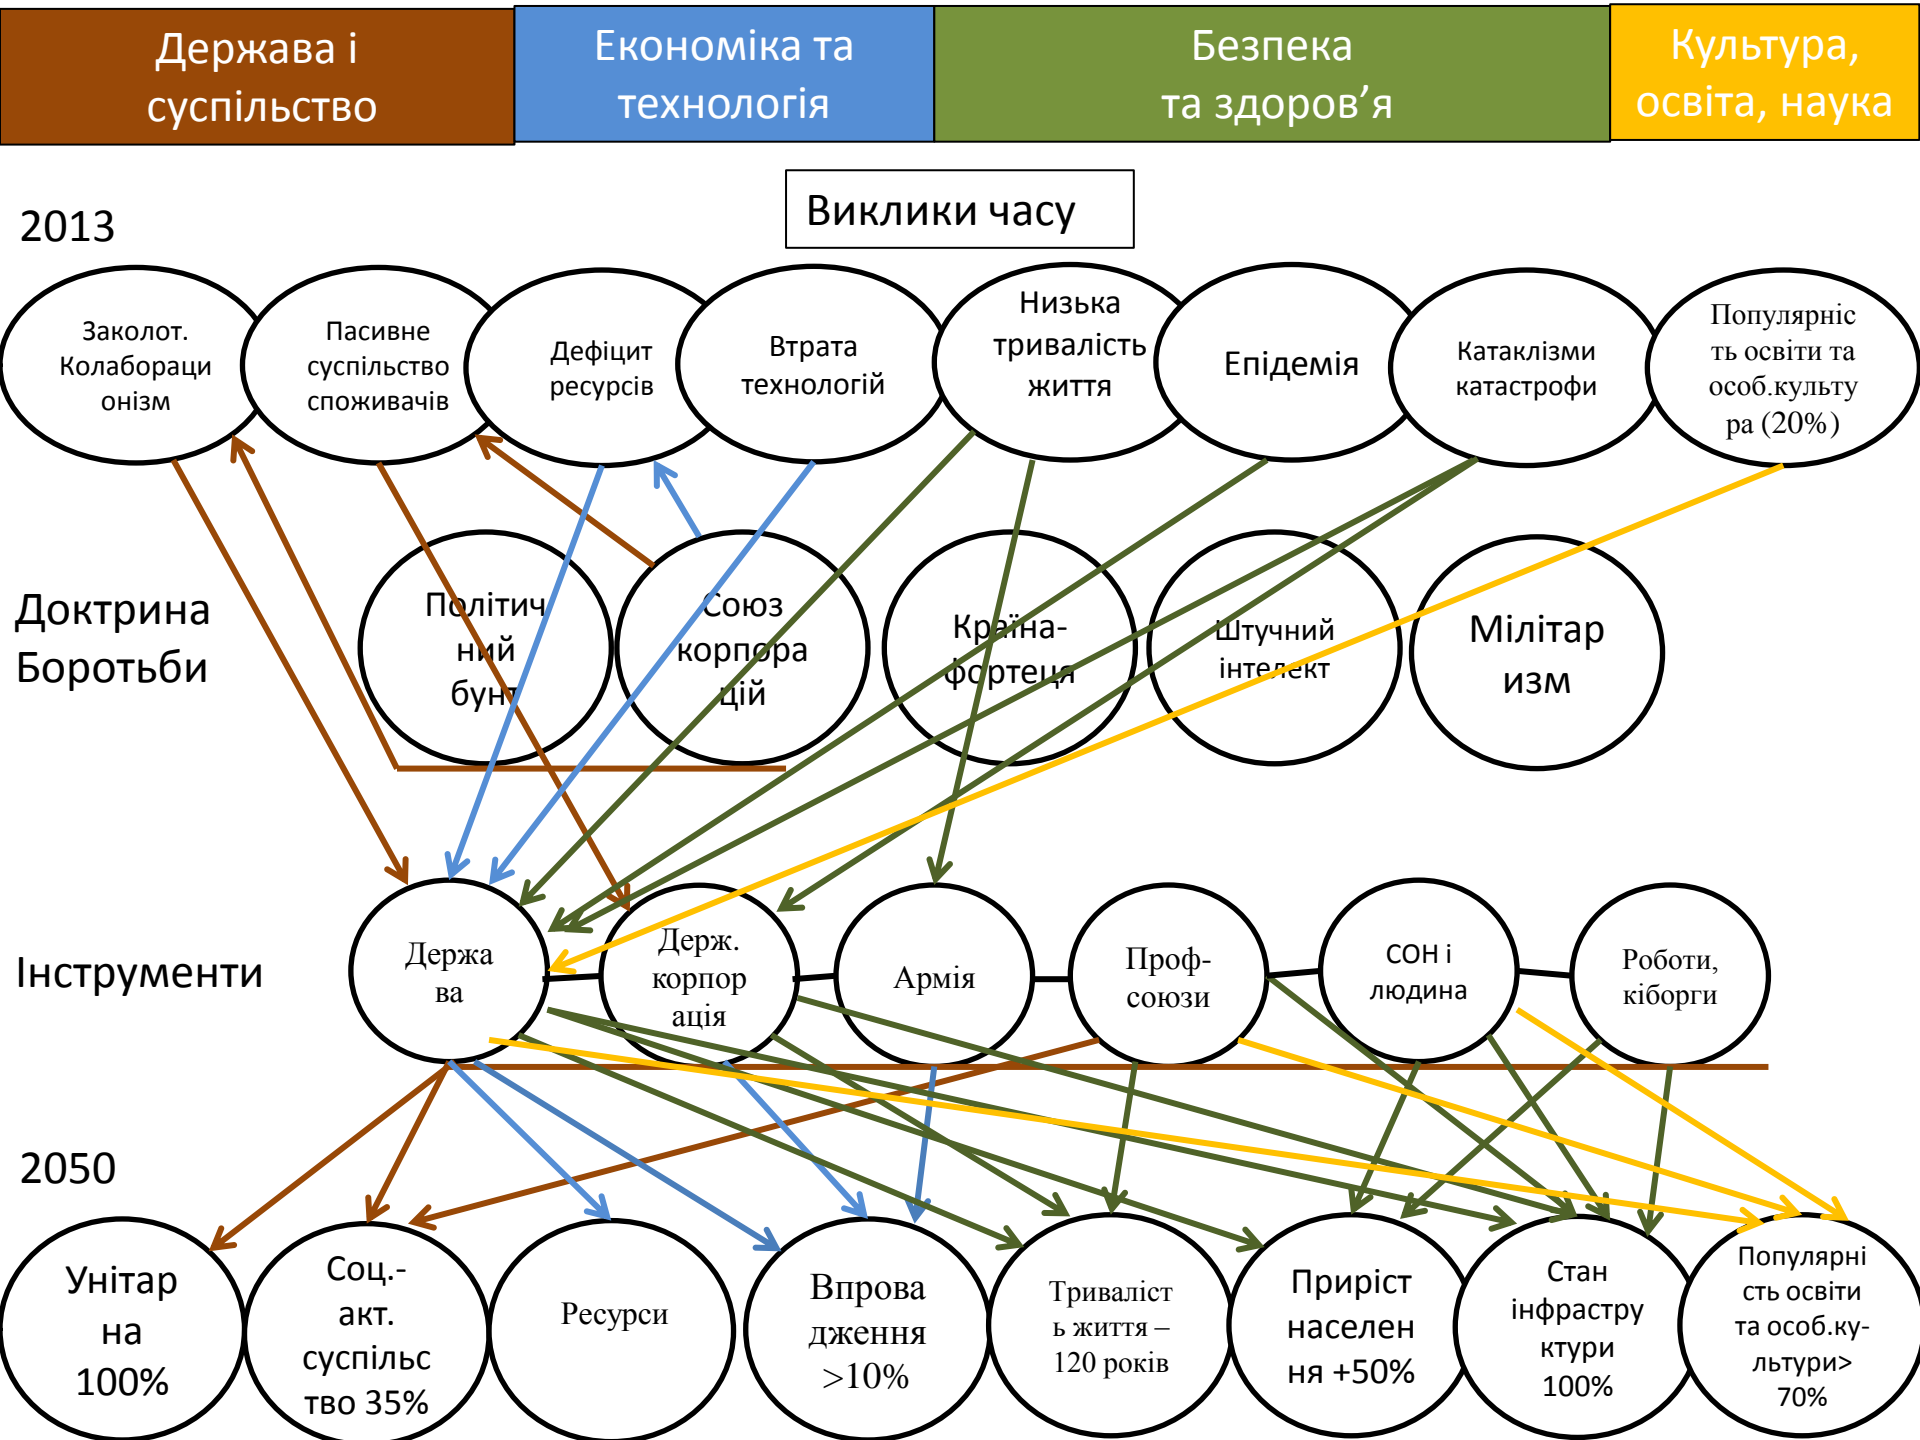 Держава і
суспільство
Економіка та
технологія
Безпека
та здоров’я
Культура,
освіта, наука
2013
Виклики часу
Заколот.
Колабораци
онізм
Пасивне
суспільство
споживачів
Дефіцит
ресурсів
Втрата
технологій
Низька
тривалість
життя
Епідемія
Катаклізми
катастрофи
Популярніс
ть освіти та
особ.культу
ра (20%)
Доктрина
Боротьби
Політич
ний
бунт
Союз
корпора
цій
Країна-
фортеця
Штучний
інтелект
Мілітар
изм
Інструменти
Держа
ва
Держ.
корпор
ація
Армія
Проф-
союзи
СОН і
людина
Роботи,
кіборги
2050
Унітар
на
100%
Соц.-
акт.
суспільс
тво 35%
Ресурси
Впрова
дження
>10%
Триваліст
ь життя –
120 років
Приріст
населен
ня +50%
Стан
інфрастру
ктури
100%
Популярні
сть освіти
та особ.ку-
льтури>
70%